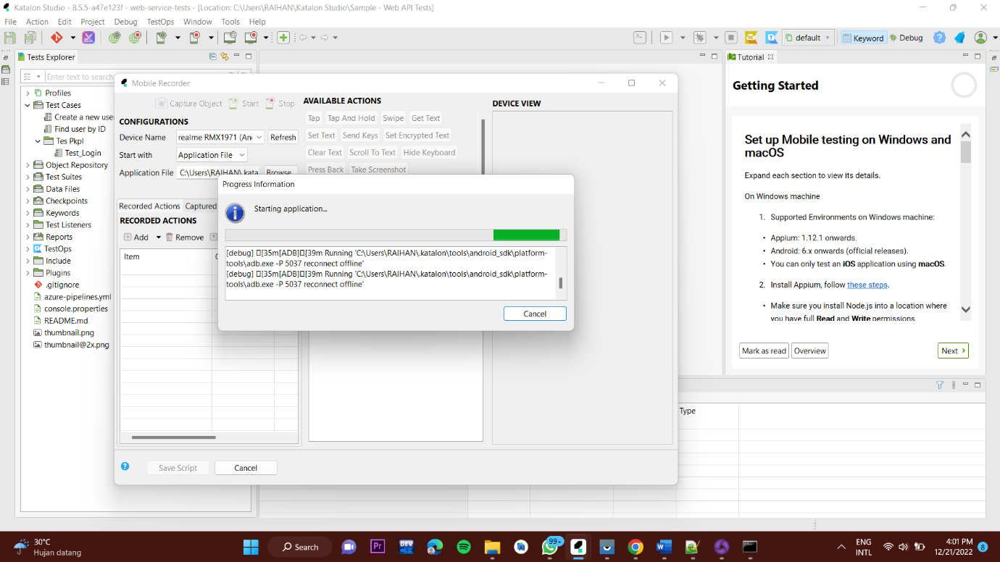 Katalon Studio - 8.5.5-a47e123f - web-service-tests - [Location: C:\Users\RAIHAN\Katalon Studio\Sample - Web API Tests]
File Action Edit Project Debug TestOps Window Tools Help
default
Keyword
Debug
Tests Explorer
Enter text to search
Profiles
Test Cases
Create a new user
Find user by ID
Tes Pkpl
Test_Login
Object Repository
Test Suites
Data Files
Checkpoints
Keywords
Test Listeners
Reports
TestOps
Include
Plugins
.gitignore
azure-pipelines.yml
console.properties
README.md
thumbnail.png
thumbnail@2x.png
Mobile Recorder
Capture Object Start Stop
CONFIGURATIONS
Device Name realme RMX1971 (An Refresh
Start with Application File
Application File C:\Users\RAIHAN\.kata Browse
Recorded Actions Captured
RECORDED ACTIONS
Add Remove
Item
AVAILABLE ACTIONS
Tap Tap And Hold Swipe Get Text
Set Text Send Keys Set Encrypted Text
Clear Text Scroll To Text Hide Keyboard
Press Back Take Screenshot
DEVICE VIEW
Progress Information
Starting application...
[debug] [35m[ADB][39m Running 'C:\Users\RAIHAN\.katalon\tools\android_sdk\platform-
tools\adb.exe -P 5037 reconnect offline'
[debug] [35m[ADB][39m Running 'C:\Users\RAIHAN\.katalon\tools\android_sdk\platform-
tools\adb.exe -P 5037 reconnect offline'
Cancel
Save Script Cancel
Tutorial
Getting Started
Set up Mobile testing on Windows and
macOS
Expand each section to view its details.
On Windows machine
1. Supported Environments on Windows machine:
• Appium: 1.12.1 onwards.
• Android: 6.x onwards (official releases).
• You can only test an iOS application using macOS.
2. Install Appium, follow these steps.
• Make sure you install Node.js into a location where
you have full Read and Write permissions.
Mark as read Overview Next >
Type
30°C
Hujan datang
Search
Pr
DEV
99+
W
ENG
INTL
4:01 PM
12/21/2022
8